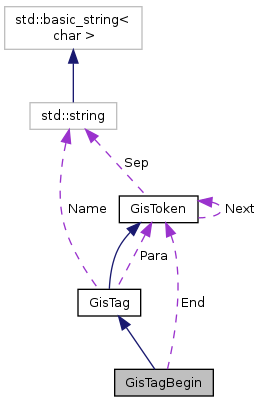 std::basic_string<
char >
std::string
Sep
GisToken
Next
Name
Para
GisTag
End
GisTagBegin